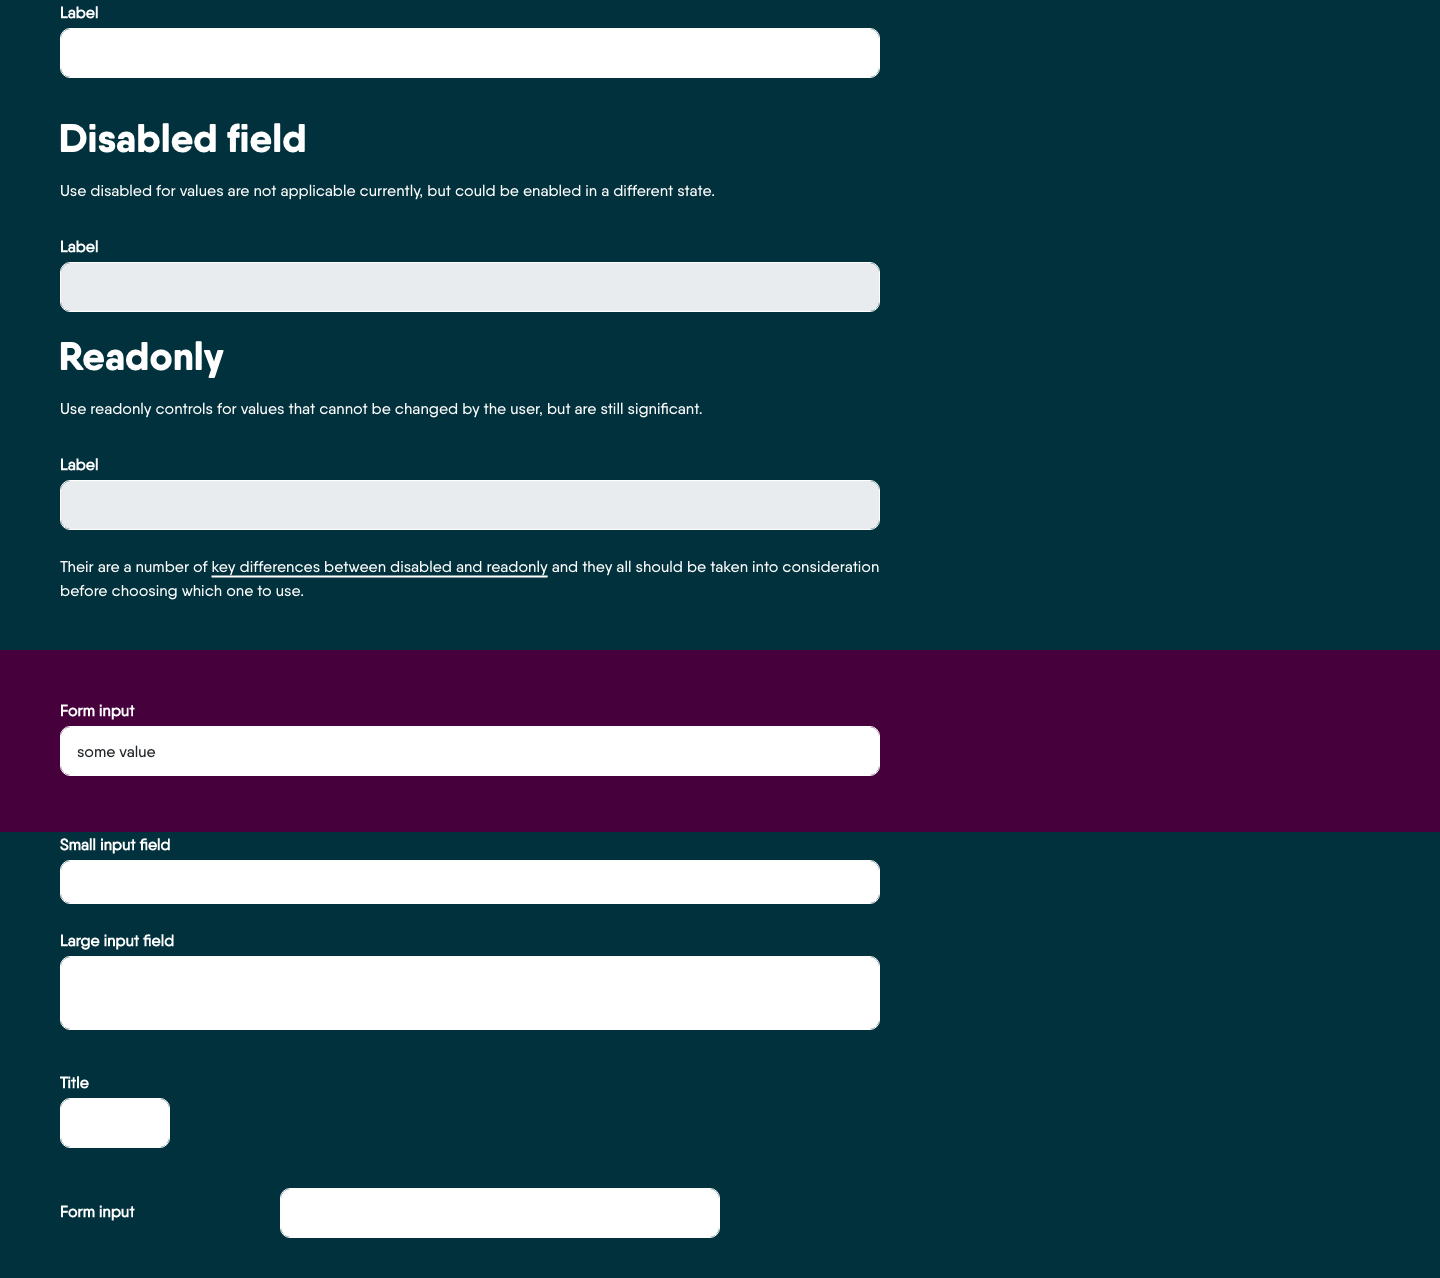 Label
Disabled field
Use disabled for values are not applicable currently, but could be enabled in a different state.
Label
Readonly
Use readonly controls for values that cannot be changed by the user, but are still significant.
Label
Their are a number of key differences between disabled and readonly and they all should be taken into consideration
before choosing which one to use.
Form input
some value
Small input field
Large input field
Title
Form input